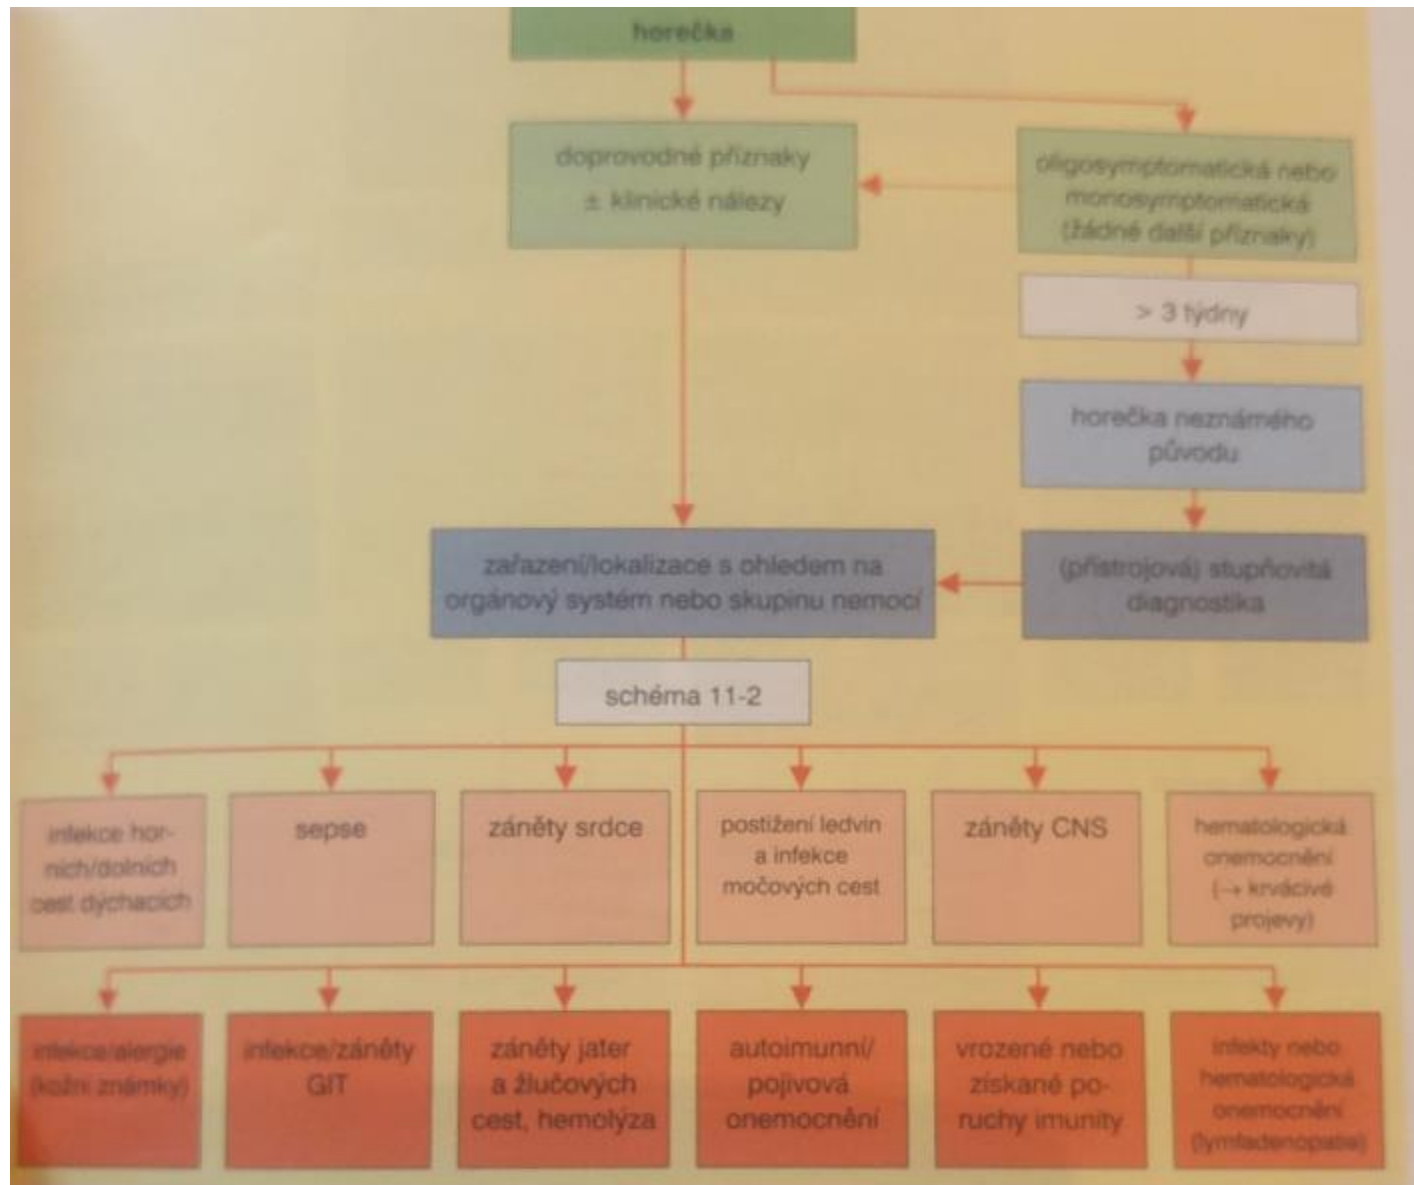 horečka
doprovodné příznaky
± klinické nálezy
oligosymptomatická nebo
monosymptomatická
(žádné další příznaky)
> 3 týdny
horečka neznámého
původu
zařazení/lokalizace s ohledem na
orgánový systém nebo skupinu nemocí
(přístrojová) stupňovitá
diagnostika
schéma 11-2
infekce hor-
ních/dolních
cest dýchacích
sepse
záněty srdce
postižení ledvin
a infekce
močových cest
záněty CNS
hematologická
onemocnění
(→ krvácivé
projevy)
infekce/alergie
(kožní známky)
infekce/záněty
GIT
záněty jater
a žlučových
cest, hemolýza
autoimunní/
pojivová
onemocnění
vrozené nebo
získané po-
ruchy imunity
infekty nebo
hematologická
onemocnění
(lymfadenopatie)